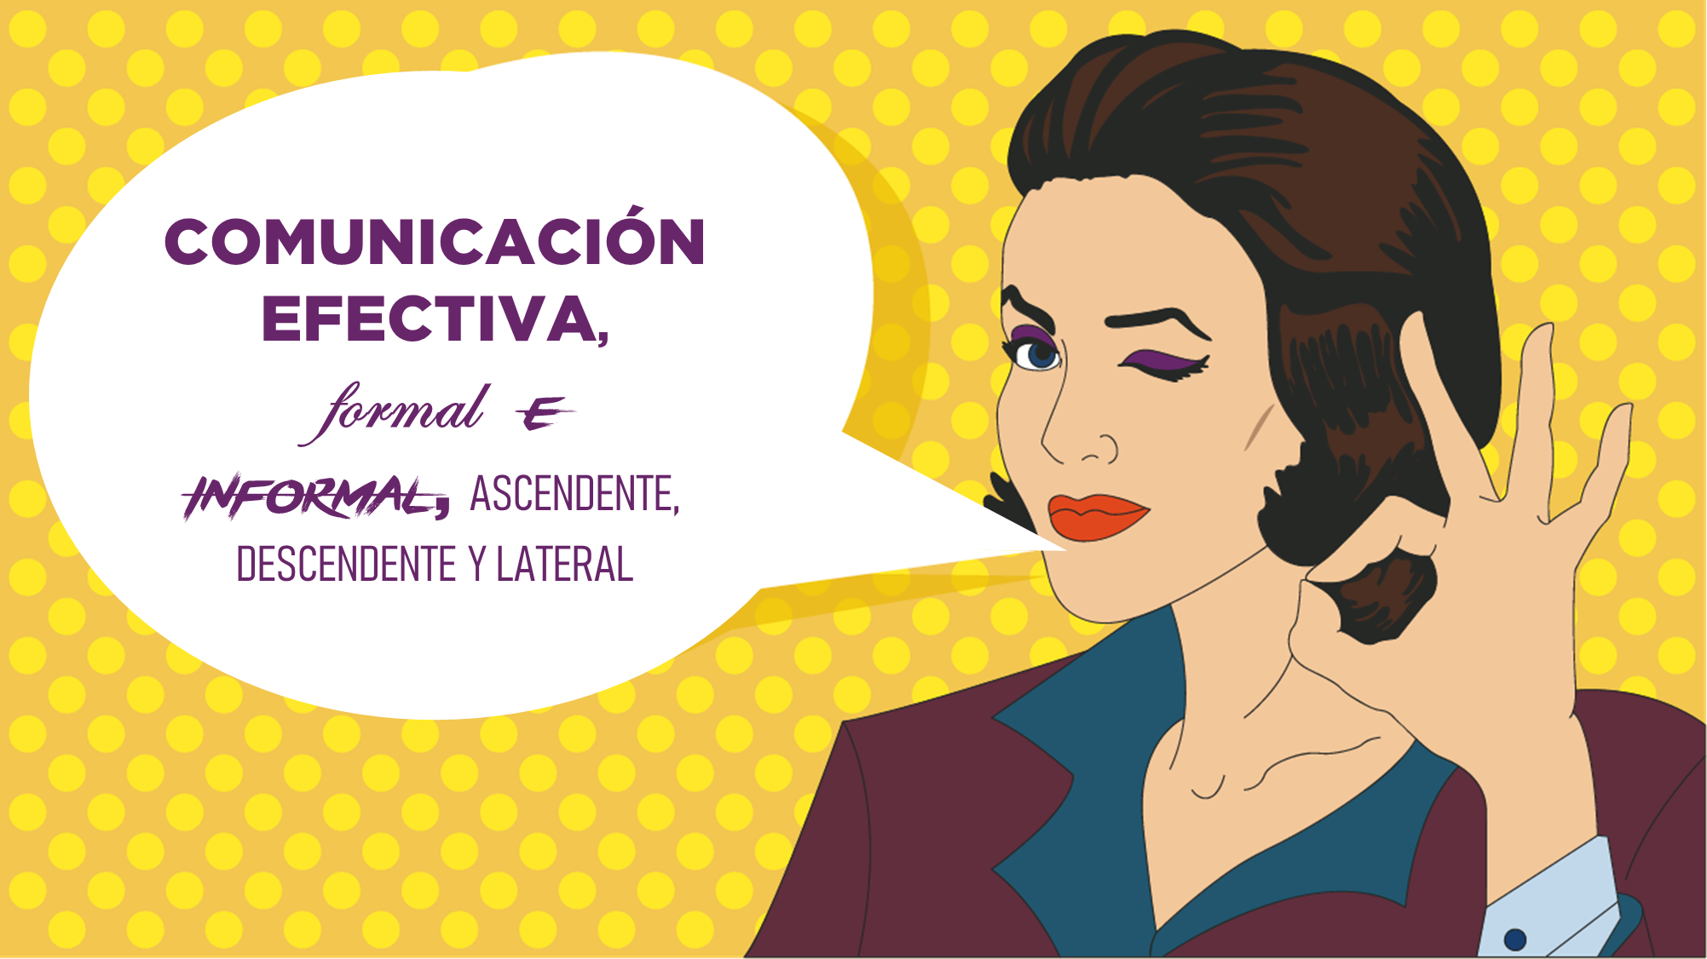 COMUNICACIÓN
EFECTIVA,
formal E
INFORMAL, ASCENDENTE,
DESCENDENTE Y LATERAL